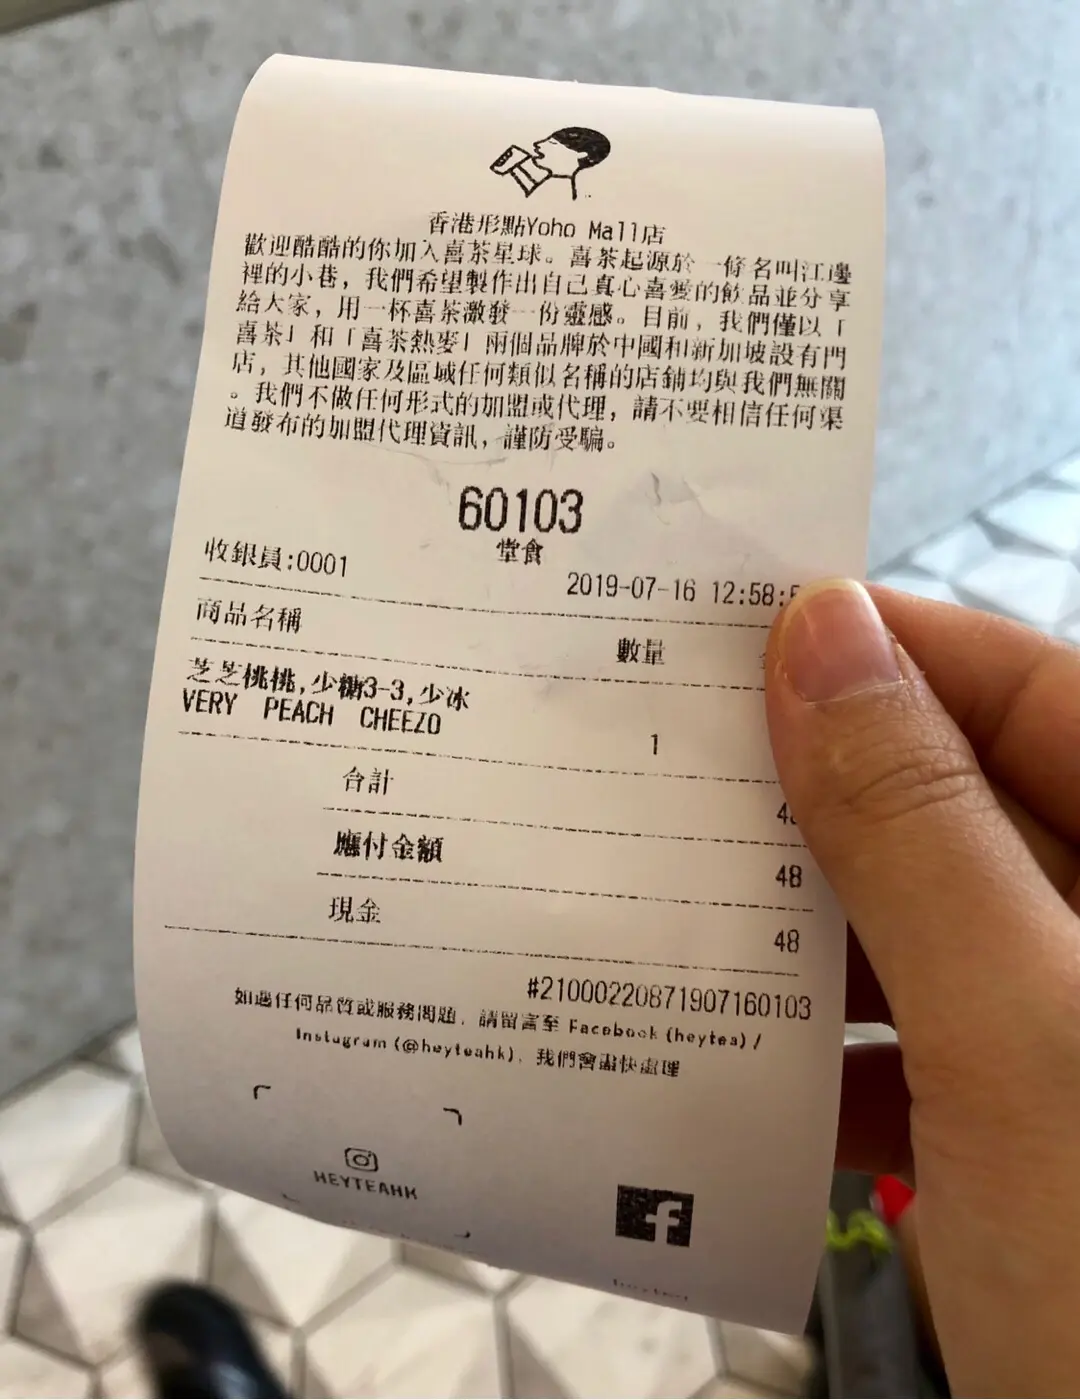 香港形點Yoho Mall店
歡迎酷酷的你加入喜茶星球。喜茶起源於一條名叫江邊
裡的小巷，我們希望製作出自己真心喜愛的飲品並分享
給大家，用一杯喜茶激發一份靈感。目前，我們僅以「
喜茶」和「喜茶熱麥」兩個品牌於中國和新加坡設有門
店，其他國家及區域任何類似名稱的店鋪均與我們無關
。我們不做任何形式的加盟或代理，請不要相信任何渠
道發布的加盟代理資訊，謹防受騙。
60103
堂食
收銀員:0001
2019-07-16 12:58:
商品名稱 數量
芝芝桃桃,少糖3-3,少冰
VERY PEACH CHEEZO
1
合計
4
應付金額
48
現金
48
#21000220871907160103
如遇任何品質或服務問題，請留言至 Facebook (heytea) /
Instagram (@heyteahk)，我們會盡快處理
HEYTEAHK